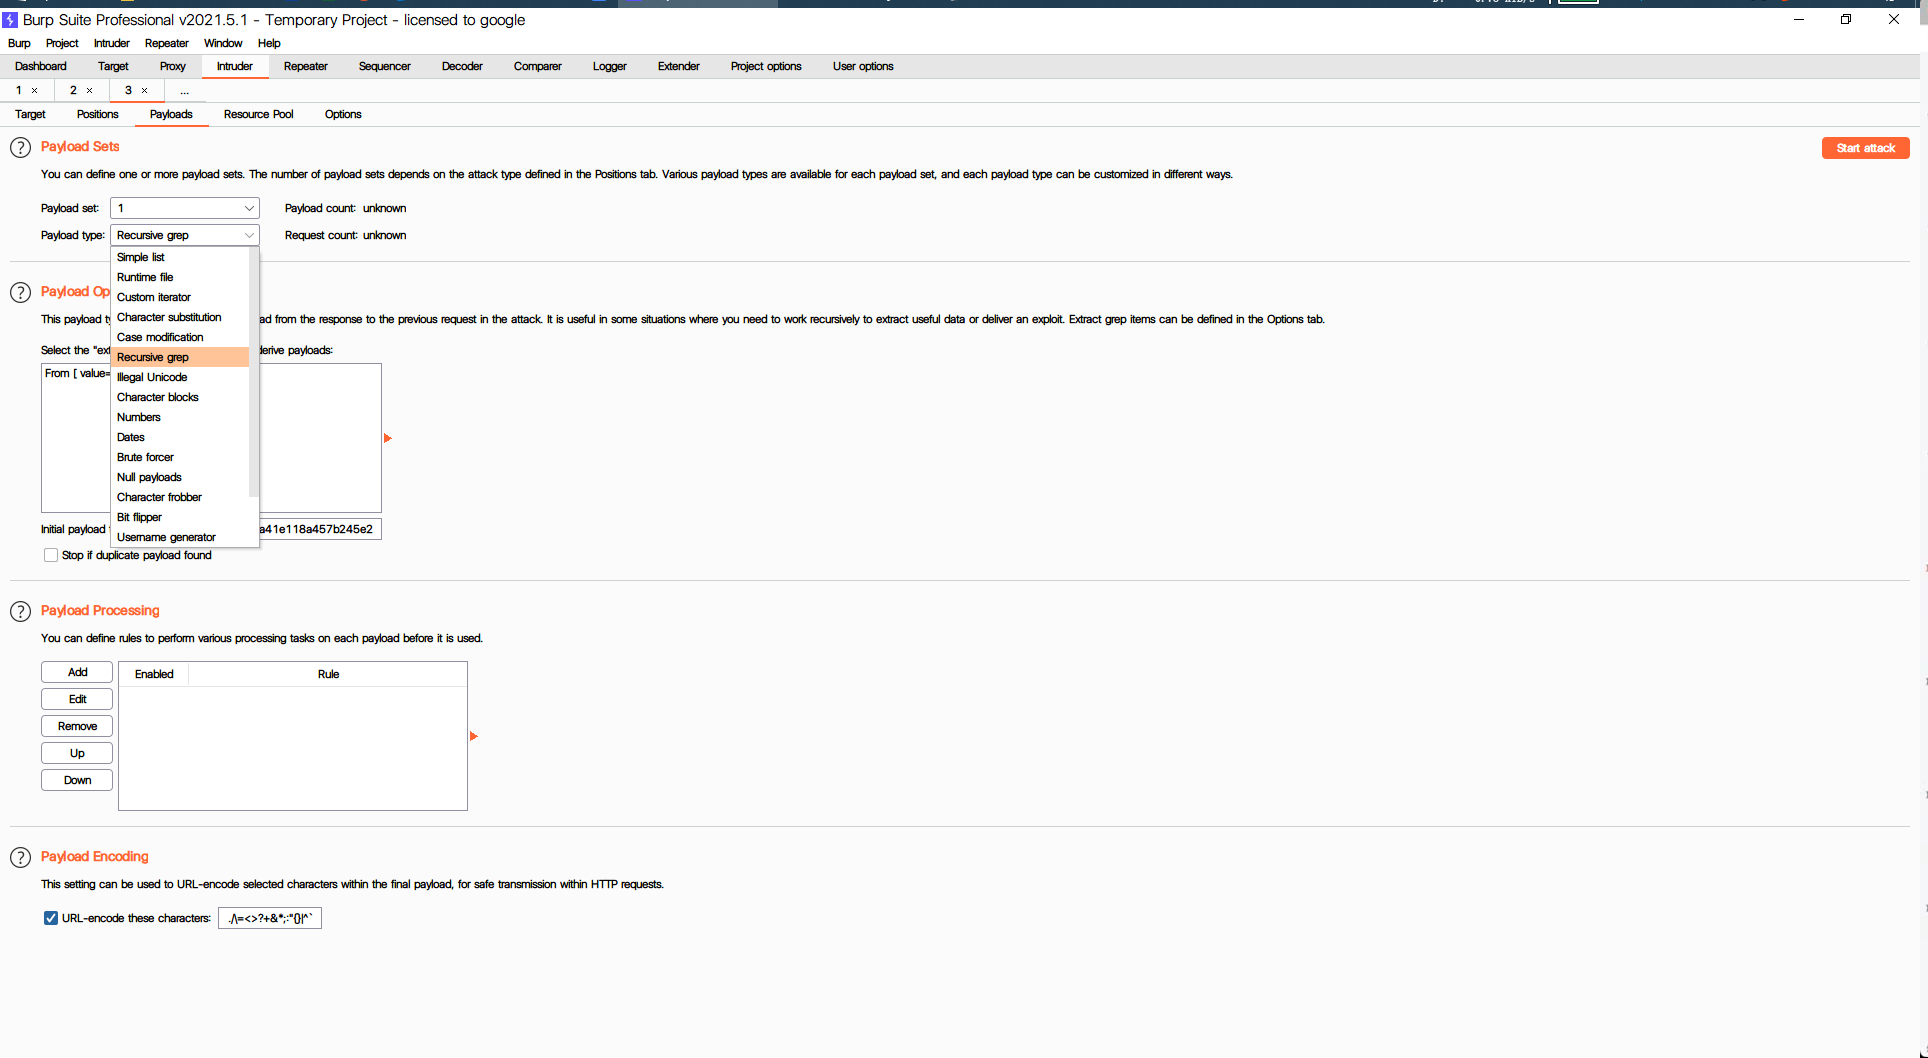 Burp Suite Professional v2021.5.1 - Temporary Project - licensed to google
Burp Project Intruder Repeater Window Help
Dashboard Target Proxy Intruder Repeater Sequencer Decoder Comparer Logger Extender Project options User options
1 × 2 × 3 × ...
Target Positions Payloads Resource Pool Options
? Payload Sets
Start attack
You can define one or more payload sets. The number of payload sets depends on the attack type defined in the Positions tab. Various payload types are available for each payload set, and each payload type can be customized in different ways.
Payload set: 1 Payload count: unknown
Payload type: Recursive grep Request count: unknown
Simple list
Runtime file
Custom iterator
Character substitution
Case modification
Recursive grep
Illegal Unicode
Character blocks
Numbers
Dates
Brute forcer
Null payloads
Character frobber
Bit flipper
Username generator
? Payload Op
This payload ty ad from the response to the previous request in the attack. It is useful in some situations where you need to work recursively to extract useful data or deliver an exploit. Extract grep items can be defined in the Options tab.
Select the "ext derive payloads:
From [ value=
Initial payload a41e118a457b245e2
Stop if duplicate payload found
? Payload Processing
You can define rules to perform various processing tasks on each payload before it is used.
Add
Edit
Remove
Up
Down
Enabled Rule
? Payload Encoding
This setting can be used to URL-encode selected characters within the final payload, for safe transmission within HTTP requests.
URL-encode these characters: ./\=<>?+&*;:"{}|^`